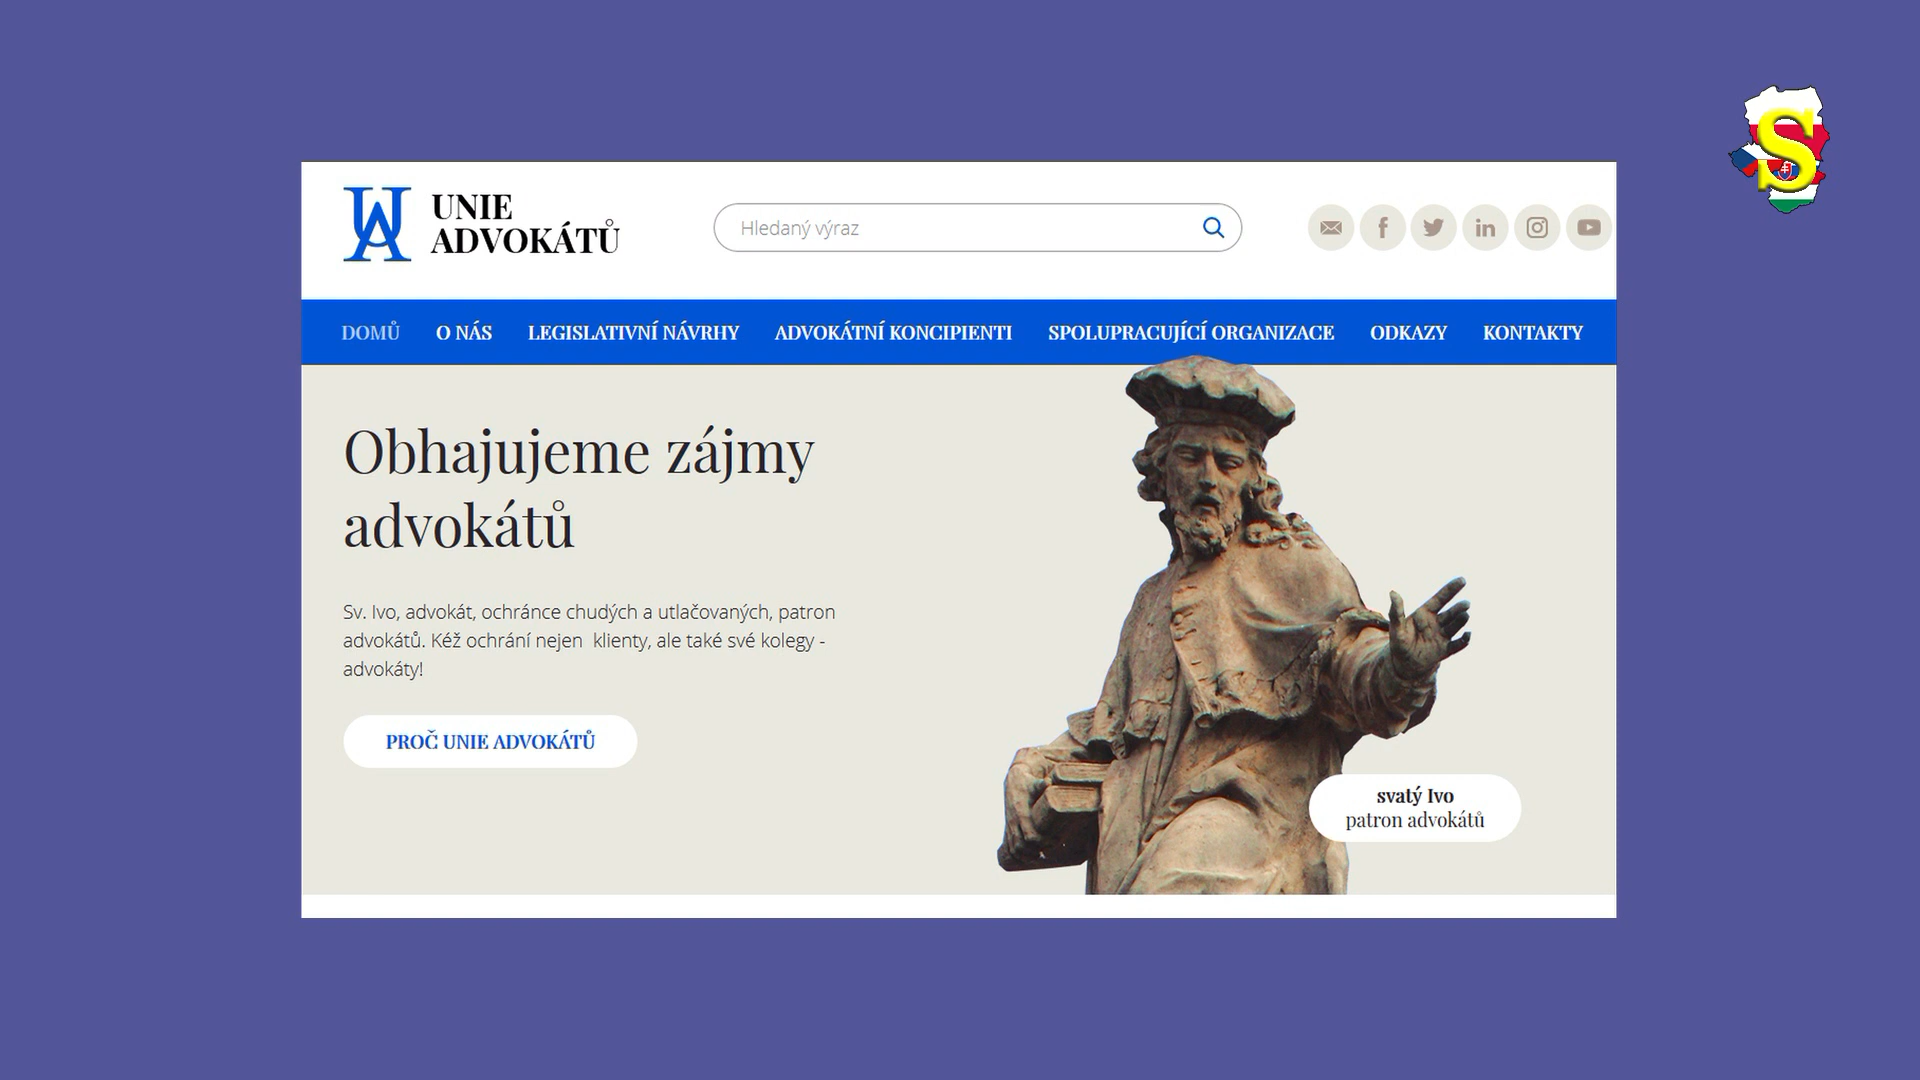 S
UNIE
ADVOKÁTŮ
Hledaný výraz
DOMŮ O NÁS LEGISLATIVNÍ NÁVRHY ADVOKÁTNÍ KONCIPIENTI SPOLUPRACUJÍCÍ ORGANIZACE ODKAZY KONTAKTY
Obhajujeme zájmy
advokátů
Sv. Ivo, advokát, ochránce chudých a utlačovaných, patron
advokátů. Kéž ochrání nejen  klienty, ale také své kolegy -
advokáty!
PROČ UNIE ADVOKÁTŮ
svatý Ivo
patron advokátů